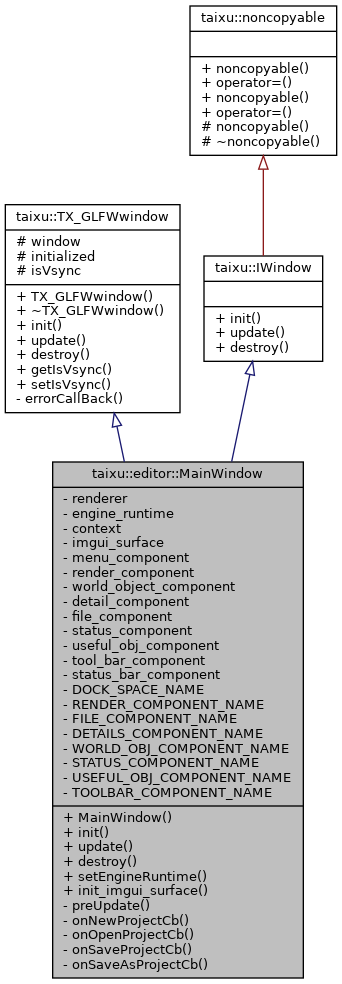 taixu::noncopyable
+ noncopyable()
+ operator=()
+ noncopyable()
+ operator=()
# noncopyable()
# ~noncopyable()
taixu::TX_GLFWwindow
# window
# initialized
# isVsync
+ TX_GLFWwindow()
+ ~TX_GLFWwindow()
+ init()
+ update()
+ destroy()
+ getIsVsync()
+ setIsVsync()
- errorCallBack()
taixu::IWindow
+ init()
+ update()
+ destroy()
taixu::editor::MainWindow
- renderer
- engine_runtime
- context
- imgui_surface
- menu_component
- render_component
- world_object_component
- detail_component
- file_component
- status_component
- useful_obj_component
- tool_bar_component
- status_bar_component
- DOCK_SPACE_NAME
- RENDER_COMPONENT_NAME
- FILE_COMPONENT_NAME
- DETAILS_COMPONENT_NAME
- WORLD_OBJ_COMPONENT_NAME
- STATUS_COMPONENT_NAME
- USEFUL_OBJ_COMPONENT_NAME
- TOOLBAR_COMPONENT_NAME
+ MainWindow()
+ init()
+ update()
+ destroy()
+ setEngineRuntime()
+ init_imgui_surface()
- preUpdate()
- onNewProjectCb()
- onOpenProjectCb()
- onSaveProjectCb()
- onSaveAsProjectCb()